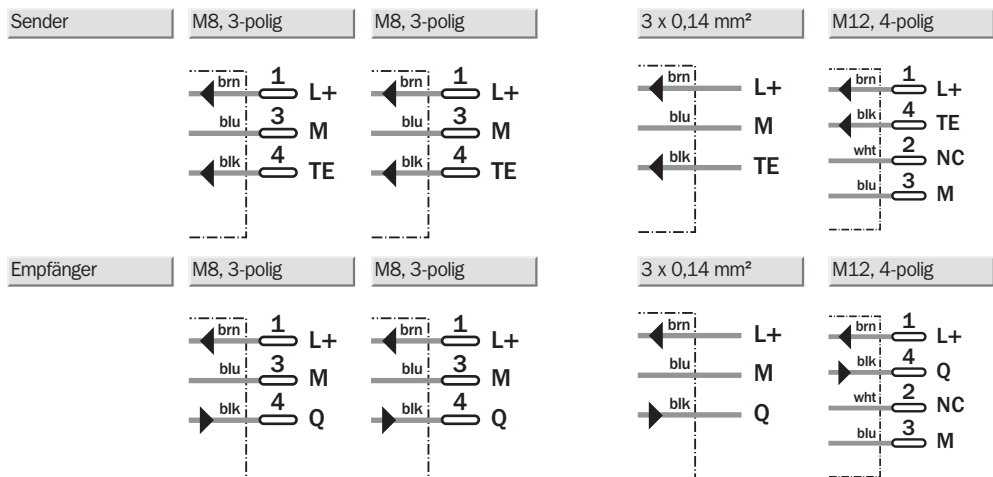 Sender
M8, 3-polig
M8, 3-polig
3 x 0,14 mm²
M12, 4-polig
brn 1 L+
blu 3 M
blk 4 TE
brn 1 L+
blu 3 M
blk 4 TE
brn L+
blu M
blk TE
brn 1 L+
blk 4 TE
wht 2 NC
blu 3 M
Empfänger
M8, 3-polig
M8, 3-polig
3 x 0,14 mm²
M12, 4-polig
brn 1 L+
blu 3 M
blk 4 Q
brn 1 L+
blu 3 M
blk 4 Q
brn L+
blu M
blk Q
brn 1 L+
blk 4 Q
wht 2 NC
blu 3 M